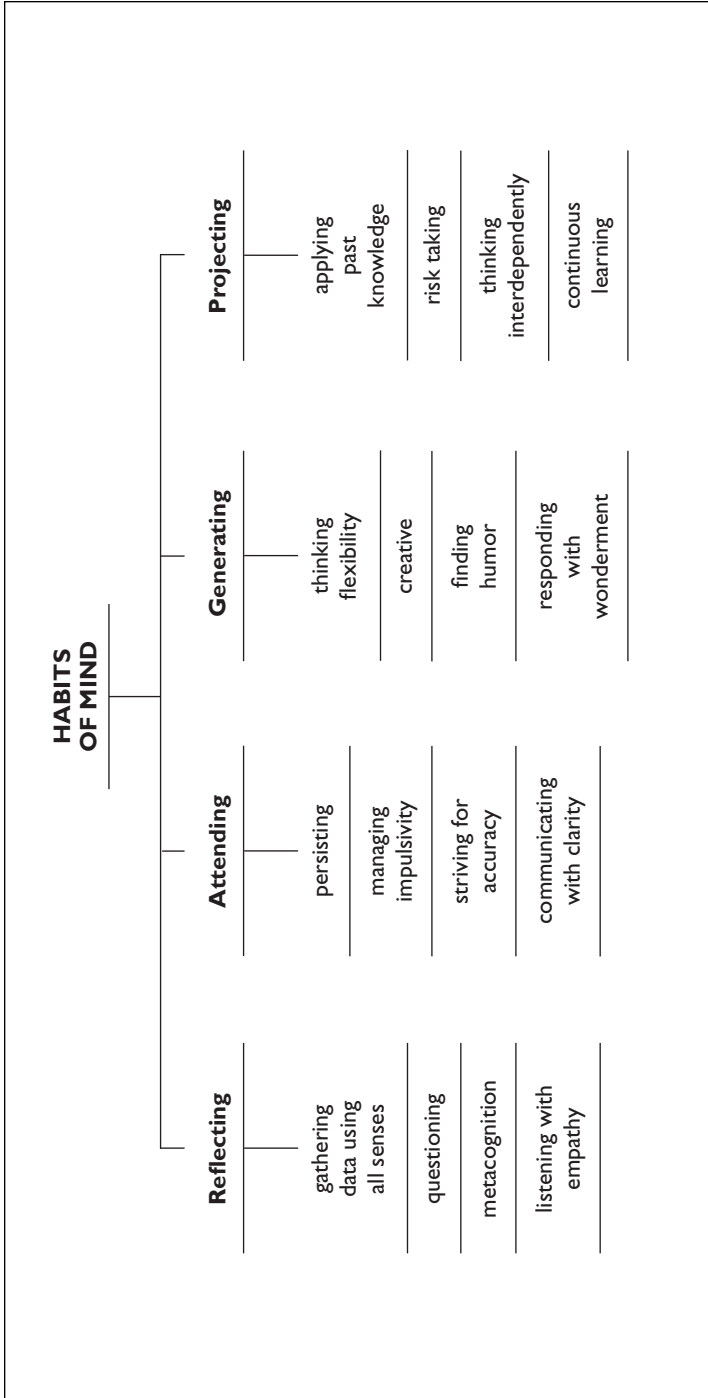 HABITS
OF MIND
Reflecting
gathering
data using
all senses
questioning
metacognition
listening with
empathy
Attending
persisting
managing
impulsivity
striving for
accuracy
communicating
with clarity
Generating
thinking
flexibility
creative
finding
humor
responding
with
wonderment
Projecting
applying
past
knowledge
risk taking
thinking
interdependently
continuous
learning